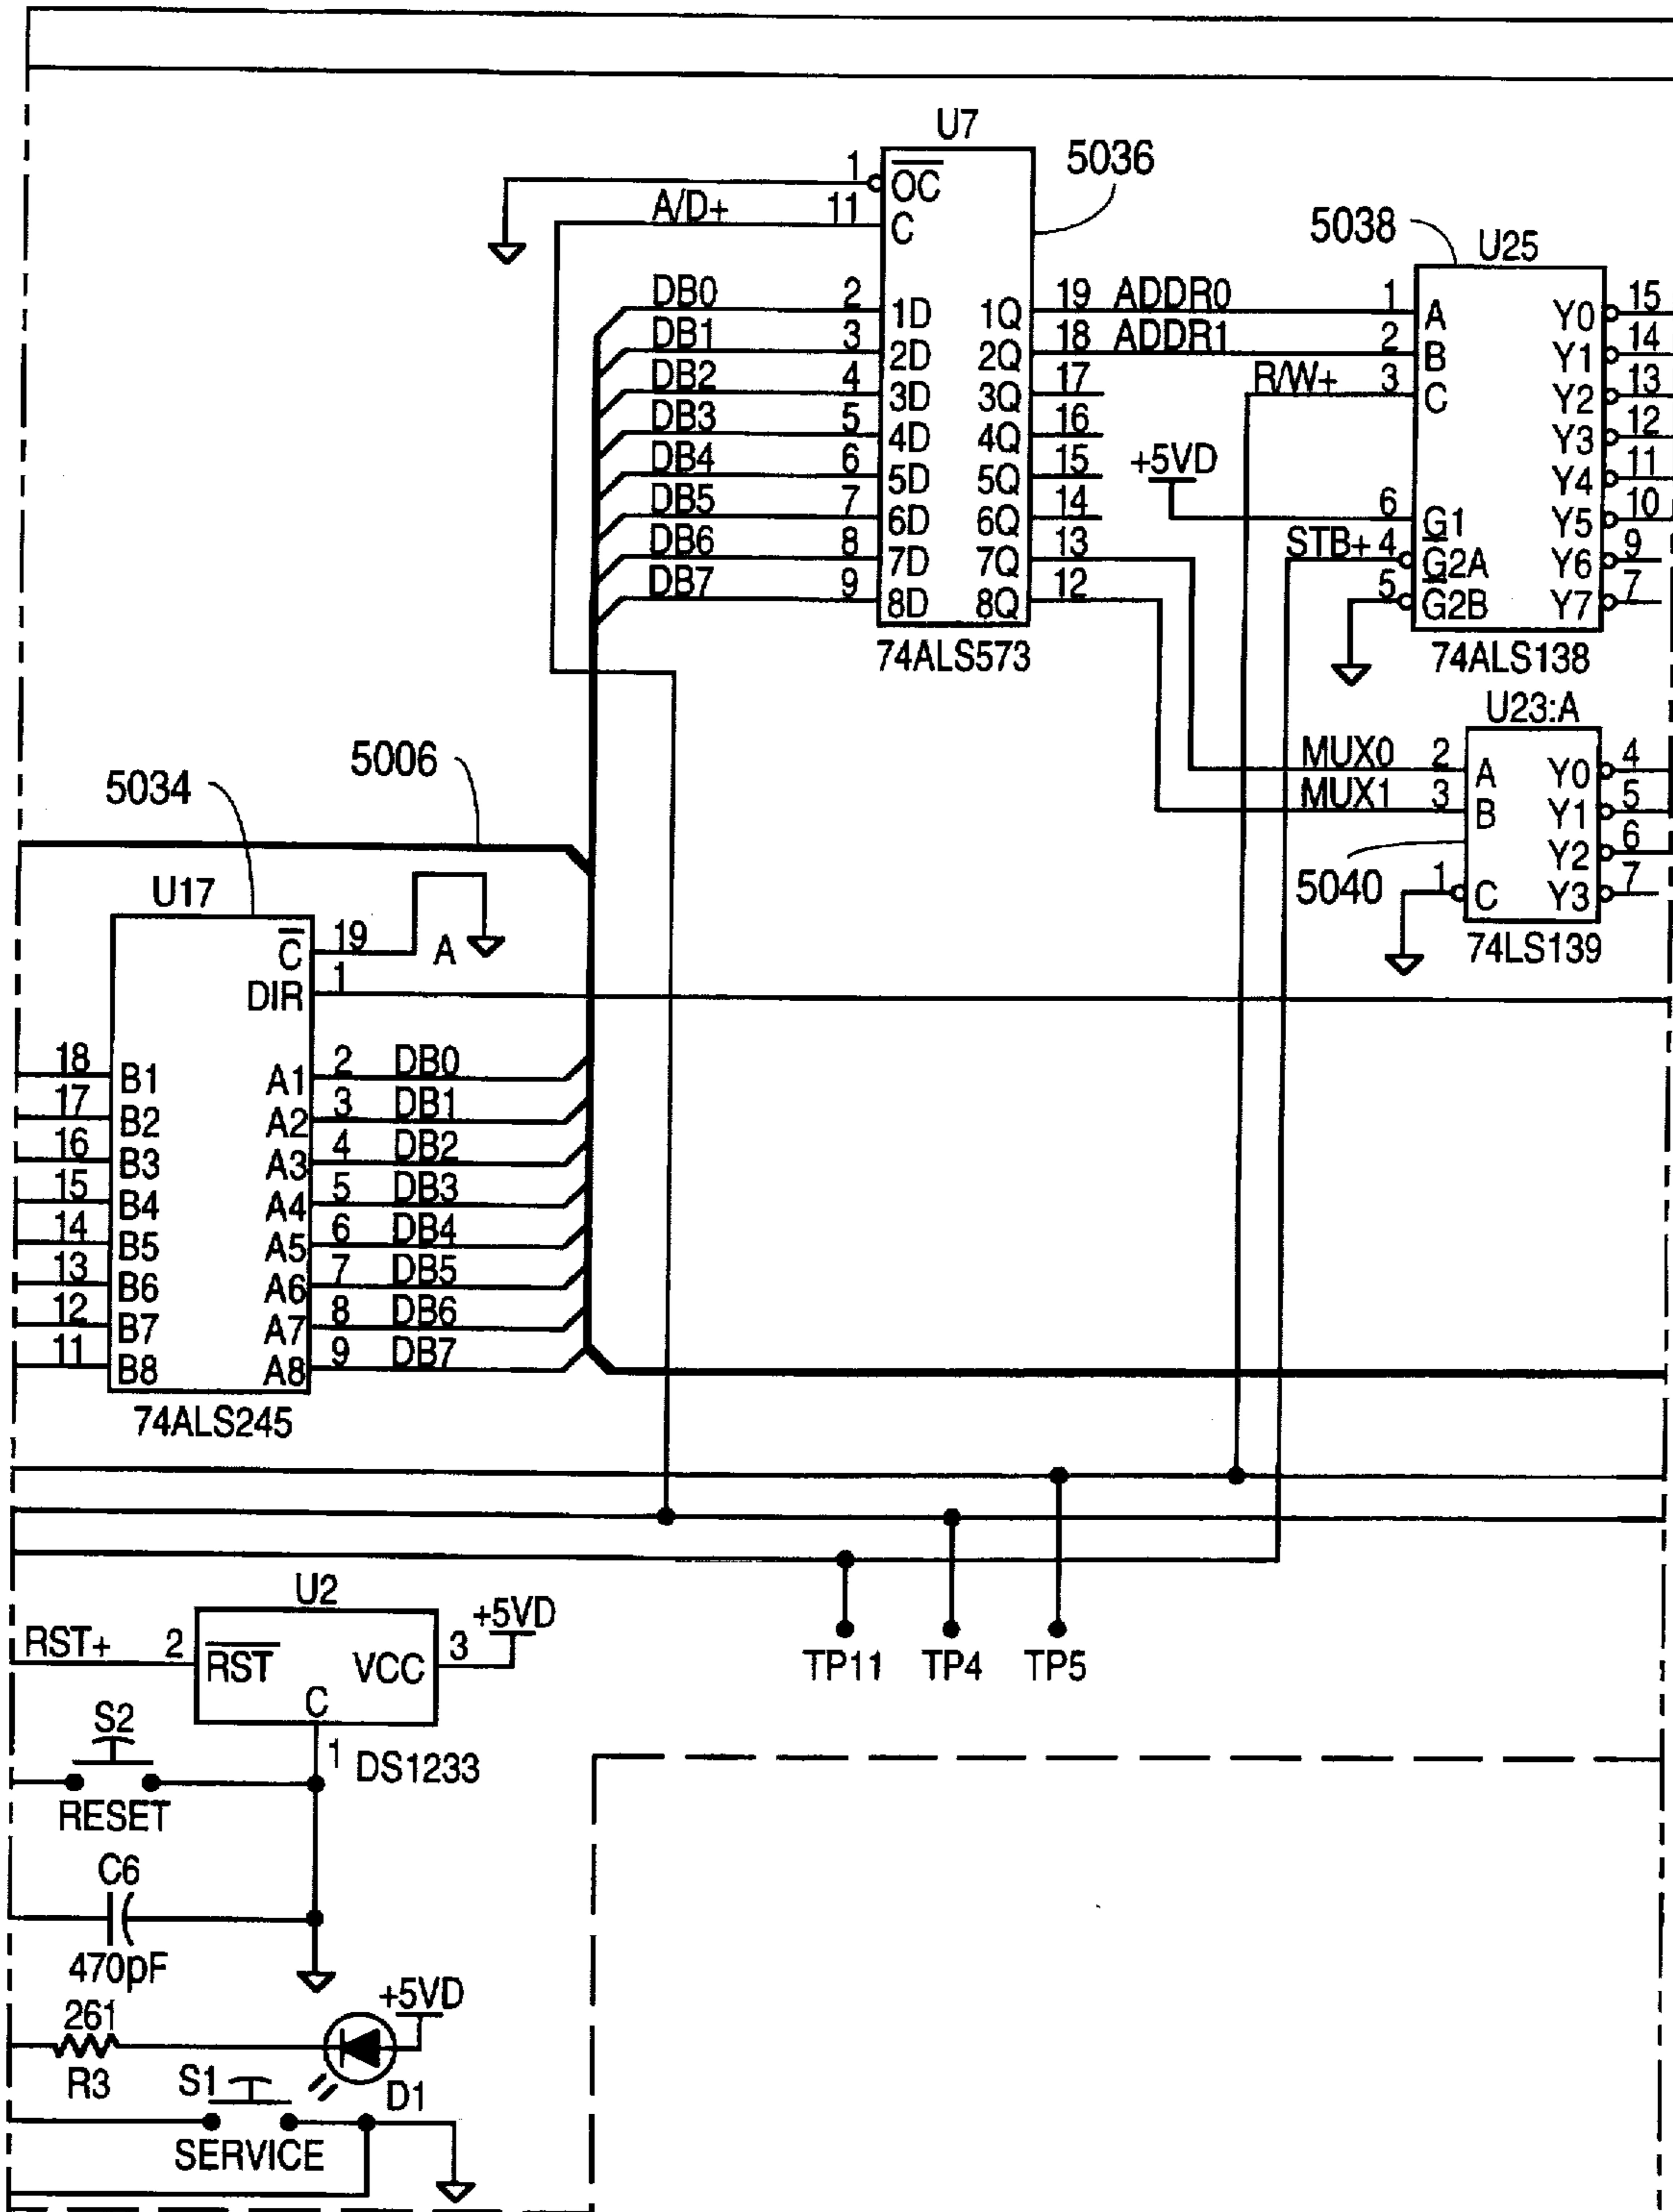 U7
5036
1 OC
A/D+ 11 C
5038 U25
DB0 2 1D 1Q 19 ADDR0 1 A Y0 15
DB1 3 2D 2Q 18 ADDR1 2 B Y1 14
DB2 4 3D 3Q 17 R/W+ 3 C Y2 13
DB3 5 4D 4Q 16 Y3 12
DB4 6 5D 5Q 15 +5VD Y4 11
DB5 7 6D 6Q 14 6 G1 Y5 10
DB6 8 7D 7Q 13 STB+ 4 G2A Y6 9
DB7 9 8D 8Q 12 5 G2B Y7 7
74ALS573 74ALS138
U23:A
MUX0 2 A Y0 4
MUX1 3 B Y1 5
Y2 6
5040 1 C Y3 7
74LS139
5006
5034
U17
C 19 A
DIR 1
18 B1 A1 2 DB0
17 B2 A2 3 DB1
16 B3 A3 4 DB2
15 B4 A4 5 DB3
14 B5 A5 6 DB4
13 B6 A6 7 DB5
12 B7 A7 8 DB6
11 B8 A8 9 DB7
74ALS245
U2
RST+ 2 RST VCC 3 +5VD
C
1 DS1233
TP11 TP4 TP5
S2
RESET
C6
470pF
261 +5VD
R3 D1
S1
SERVICE